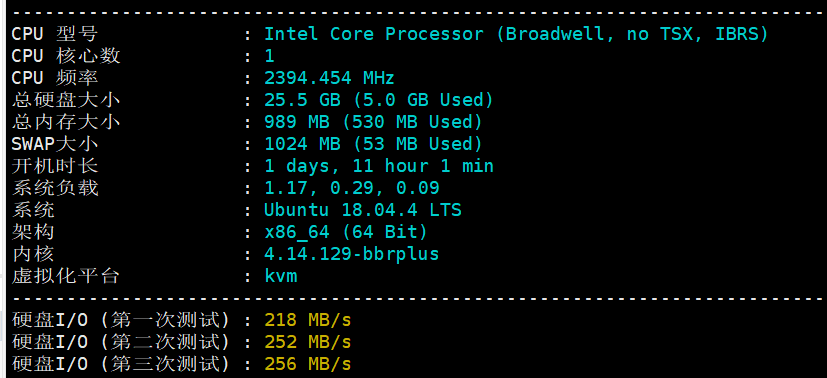 ----------------------------------------------------------------------
CPU 型号 : Intel Core Processor (Broadwell, no TSX, IBRS)
CPU 核心数 : 1
CPU 频率 : 2394.454 MHz
总硬盘大小 : 25.5 GB (5.0 GB Used)
总内存大小 : 989 MB (530 MB Used)
SWAP大小 : 1024 MB (53 MB Used)
开机时长 : 1 days, 11 hour 1 min
系统负载 : 1.17, 0.29, 0.09
系统 : Ubuntu 18.04.4 LTS
架构 : x86_64 (64 Bit)
内核 : 4.14.129-bbrplus
虚拟化平台 : kvm
----------------------------------------------------------------------
硬盘I/O (第一次测试) : 218 MB/s
硬盘I/O (第二次测试) : 252 MB/s
硬盘I/O (第三次测试) : 256 MB/s